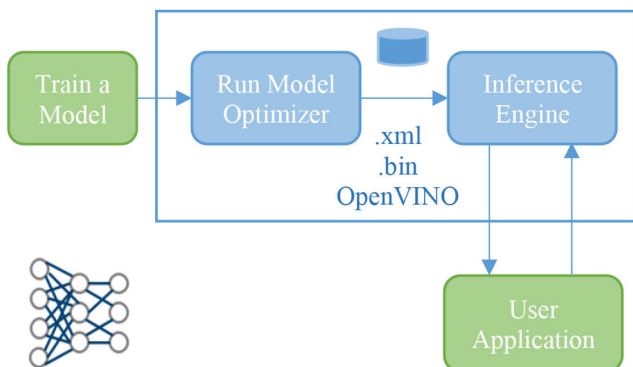 Train a
Model
Run Model
Optimizer
.xml
.bin
OpenVINO
Inference
Engine
User
Application